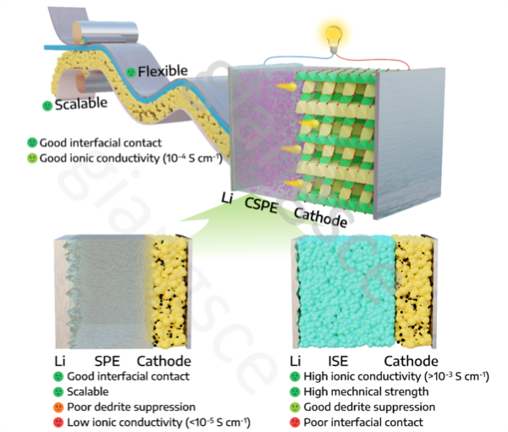 Flexible
Scalable
Good interfacial contact
Good ionic conductivity (10⁻⁴ S cm⁻¹)
Li CSPE Cathode
Li SPE Cathode
Good interfacial contact
Scalable
Poor dedrite suppression
Low ionic conductivity (<10⁻⁵ S cm⁻¹)
Li ISE Cathode
High ionic conductivity (>10⁻³ S cm⁻¹)
High mechnical strength
Good dedrite suppression
Poor interfacial contact